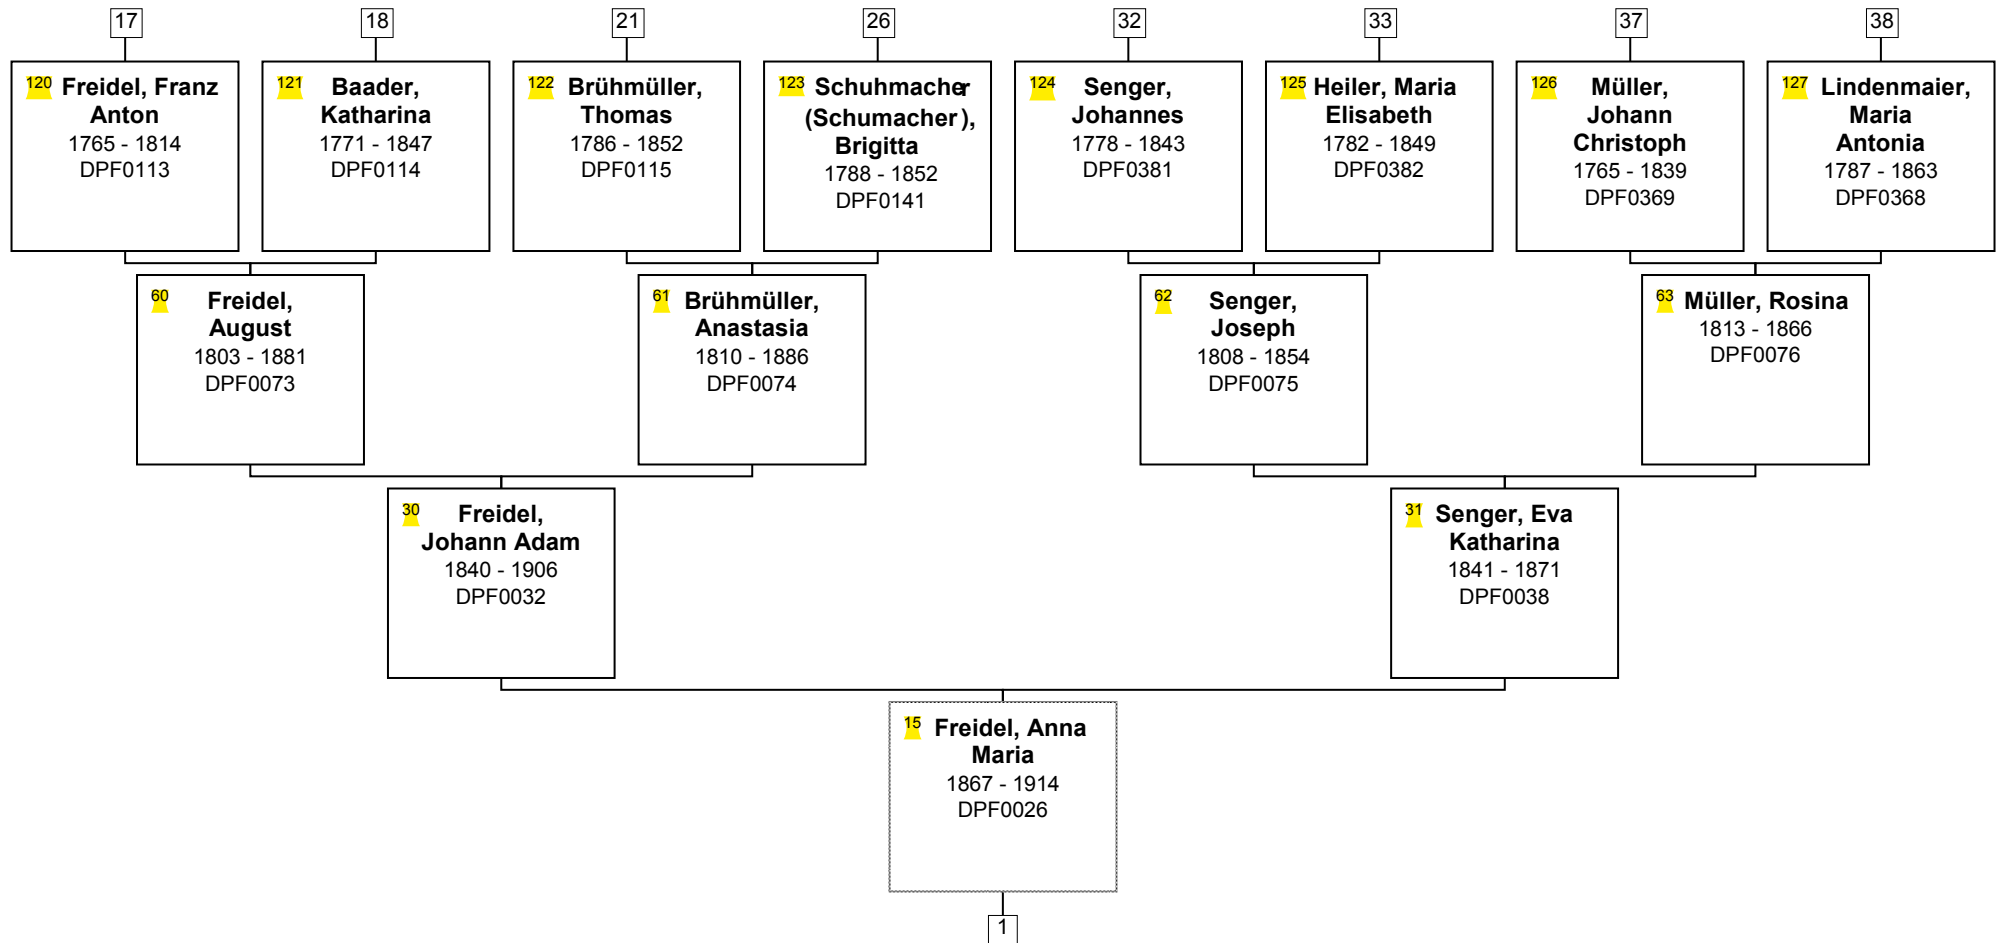 17
18
21
26
32
33
37
38
120 Freidel, Franz
Anton
1765 - 1814
DPF0113
121 Baader,
Katharina
1771 - 1847
DPF0114
122 Brühmüller,
Thomas
1786 - 1852
DPF0115
123 Schuhmacher
(Schumacher),
Brigitta
1788 - 1852
DPF0141
124 Senger,
Johannes
1778 - 1843
DPF0381
125 Heiler, Maria
Elisabeth
1782 - 1849
DPF0382
126 Müller,
Johann
Christoph
1765 - 1839
DPF0369
127 Lindenmaier,
Maria
Antonia
1787 - 1863
DPF0368
60 Freidel,
August
1803 - 1881
DPF0073
61 Brühmüller,
Anastasia
1810 - 1886
DPF0074
62 Senger,
Joseph
1808 - 1854
DPF0075
63 Müller, Rosina
1813 - 1866
DPF0076
30 Freidel,
Johann Adam
1840 - 1906
DPF0032
31 Senger, Eva
Katharina
1841 - 1871
DPF0038
15 Freidel, Anna
Maria
1867 - 1914
DPF0026
1